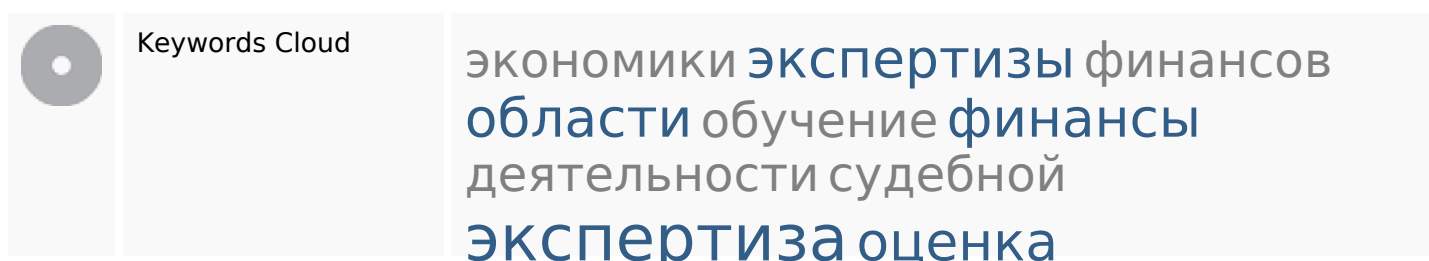 Keywords Cloud
экономики экспертизы финансов
области обучение финансы
деятельности судебной
экспертиза оценка